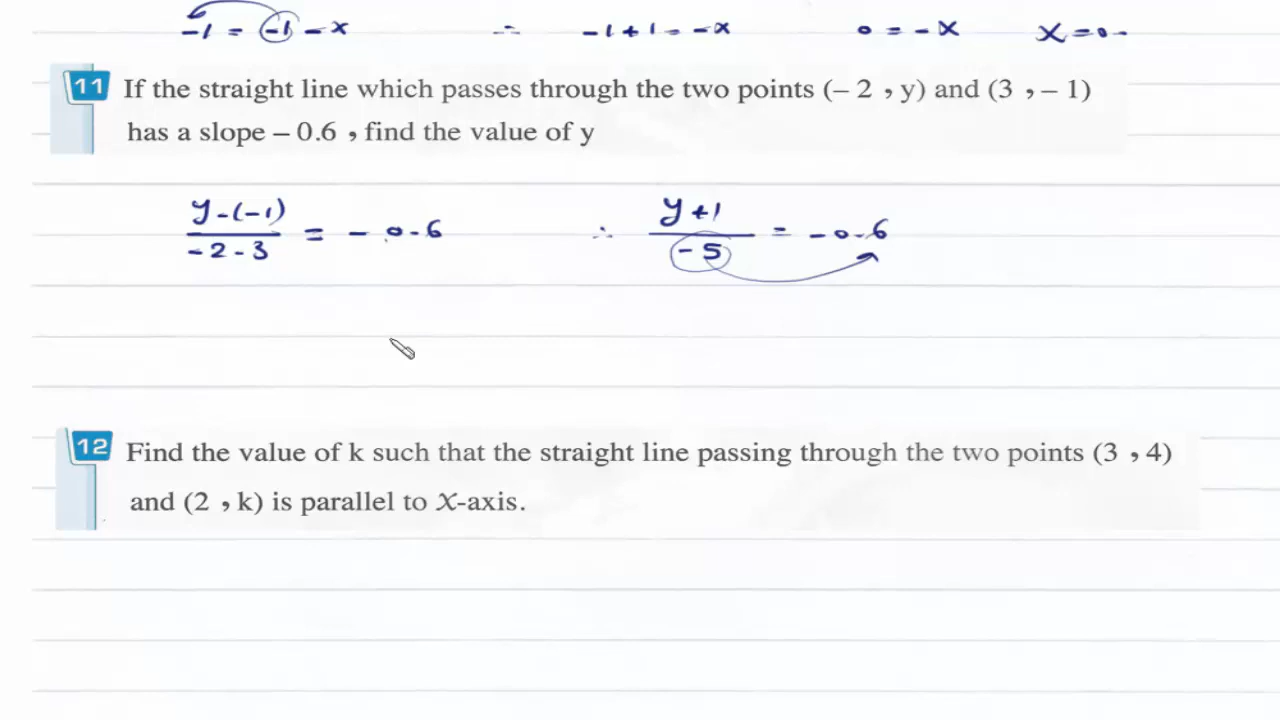 -1 = -1 - x ∴ -1 + 1 = -x 0 = -x x = 0
11 If the straight line which passes through the two points (– 2 , y) and (3 , – 1)
has a slope – 0.6 , find the value of y
y-(-1) / -2-3 = -0.6 ∴ y+1 / -5 = -0.6
12 Find the value of k such that the straight line passing through the two points (3 , 4)
and (2 , k) is parallel to X-axis.